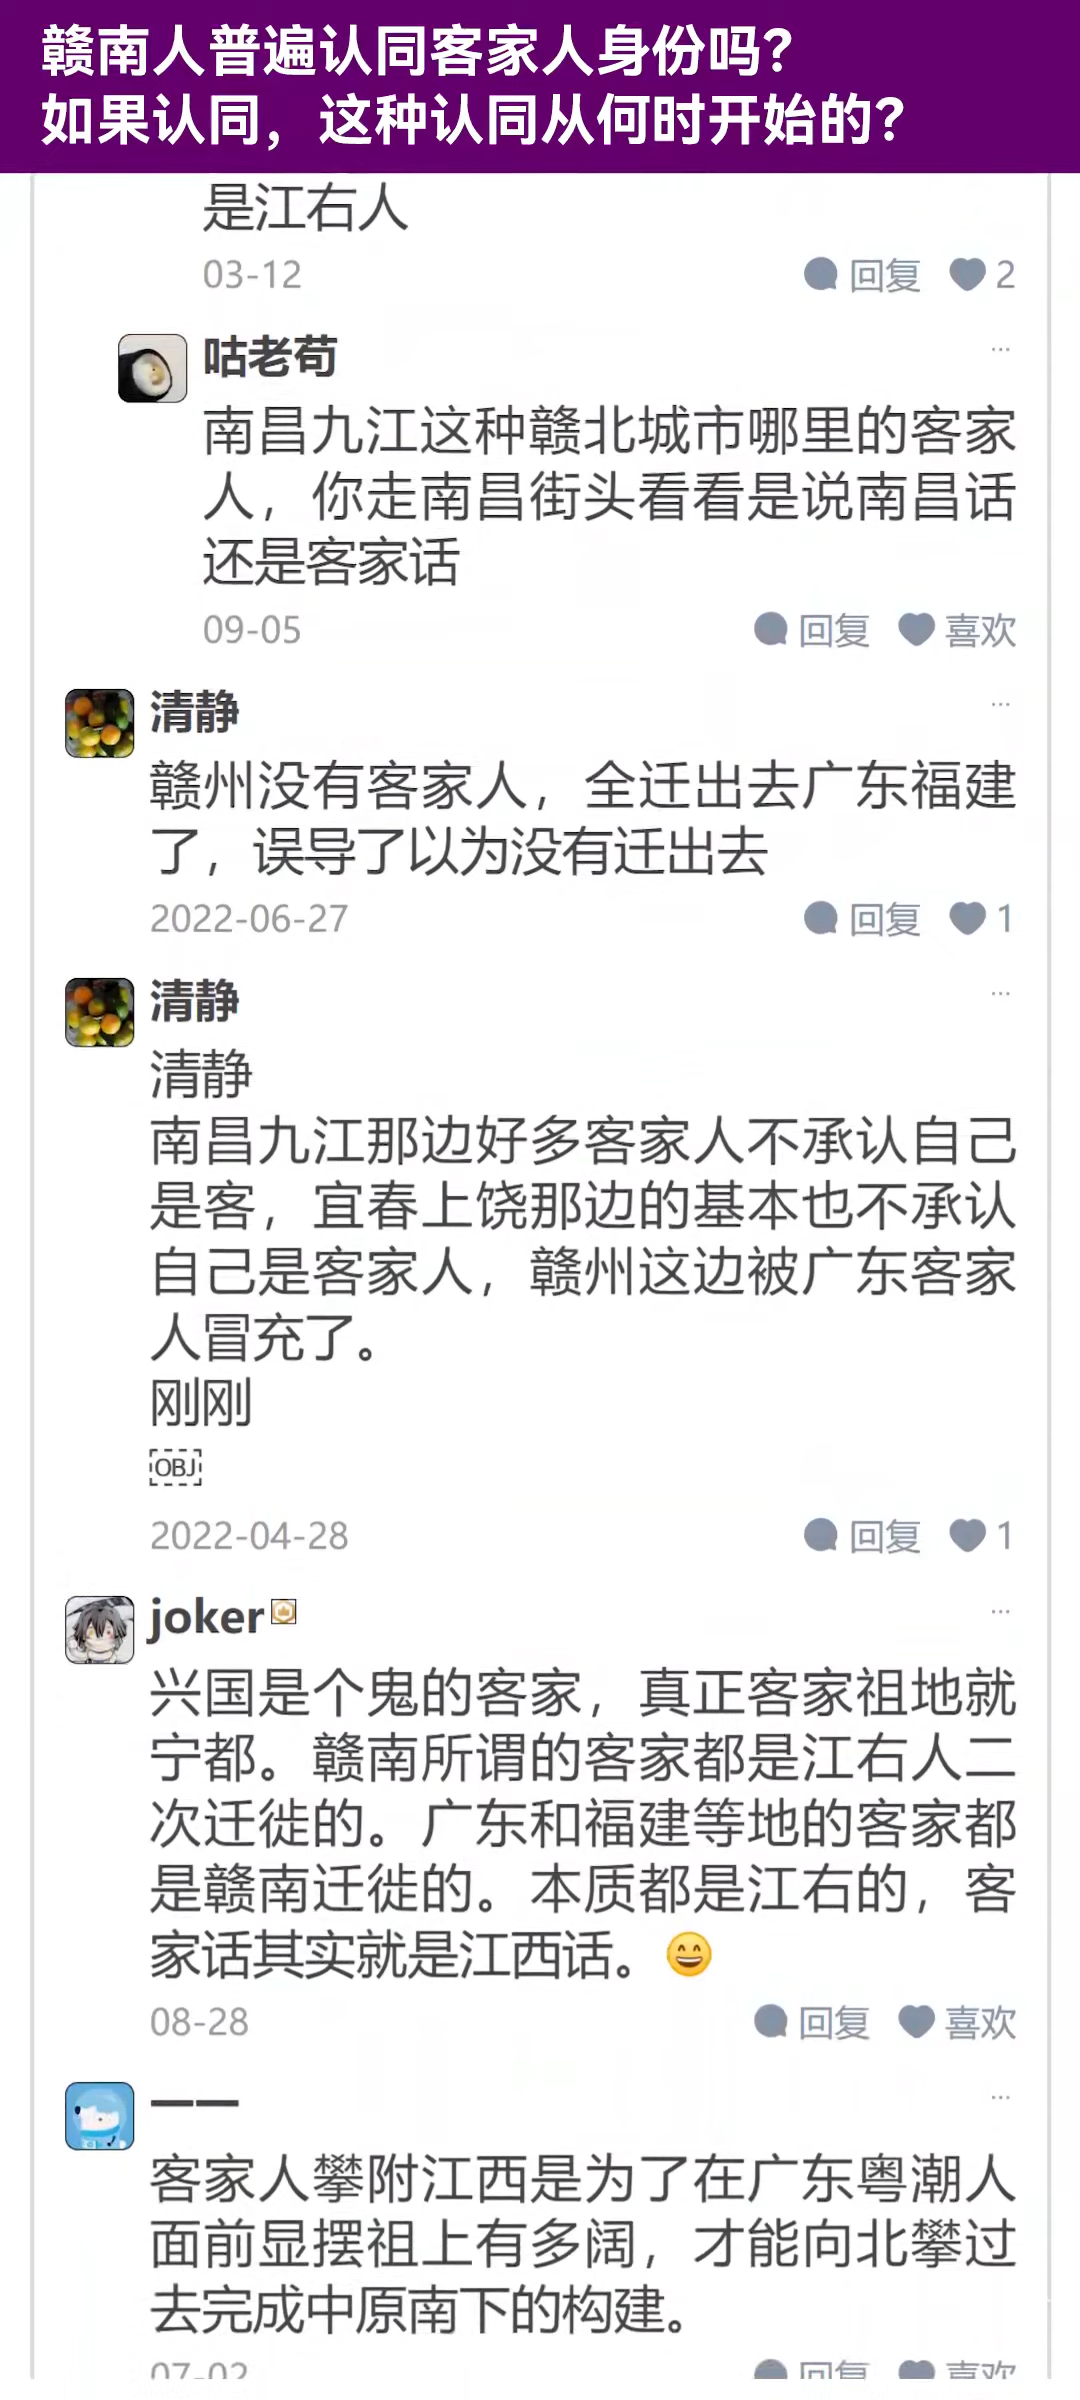 赣南人普遍认同客家人身份吗？
如果认同，这种认同从何时开始的？
是江右人
03-12 回复 2
咕老苟
南昌九江这种赣北城市哪里的客家
人，你走南昌街头看看是说南昌话
还是客家话
09-05 回复 喜欢
清静
赣州没有客家人，全迁出去广东福建
了，误导了以为没有迁出去
2022-06-27 回复 1
清静
清静
南昌九江那边好多客家人不承认自己
是客，宜春上饶那边的基本也不承认
自己是客家人，赣州这边被广东客家
人冒充了。
刚刚
OBJ
2022-04-28 回复 1
joker
兴国是个鬼的客家，真正客家祖地就
宁都。赣南所谓的客家都是江右人二
次迁徙的。广东和福建等地的客家都
是赣南迁徙的。本质都是江右的，客
家话其实就是江西话。😄
08-28 回复 喜欢
一一
客家人攀附江西是为了在广东粤潮人
面前显摆祖上有多阔，才能向北攀过
去完成中原南下的构建。
07-02 回复 喜欢